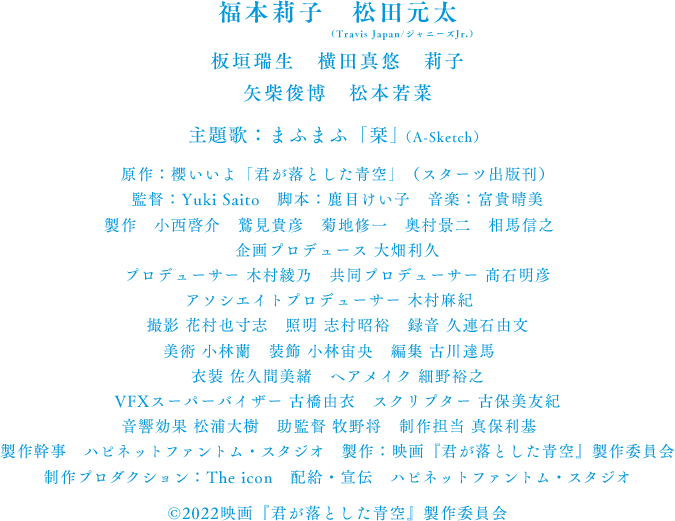 福本莉子　松田元太
（Travis Japan/ジャニーズJr.）
板垣瑞生　横田真悠　莉子
矢柴俊博　松本若菜
主題歌：まふまふ「栞」（A-Sketch）
原作：櫻いいよ「君が落とした青空」（スターツ出版刊）
監督：Yuki Saito　脚本：鹿目けい子　音楽：富貴晴美
製作　小西啓介　鷲見貴彦　菊地修一　奥村景二　相馬信之
企画プロデュース 大畑利久
プロデューサー 木村綾乃　共同プロデューサー 髙石明彦
アソシエイトプロデューサー 木村麻紀
撮影 花村也寸志　照明 志村昭裕　録音 久連石由文
美術 小林蘭　装飾 小林宙央　編集 古川達馬
衣装 佐久間美緒　ヘアメイク 細野裕之
VFXスーパーバイザー 古橋由衣　スクリプター 古保美友紀
音響効果 松浦大樹　助監督 牧野将　制作担当 真保利基
製作幹事　ハピネットファントム・スタジオ　製作：映画『君が落とした青空』製作委員会
制作プロダクション：The icon　配給・宣伝　ハピネットファントム・スタジオ
©2022映画『君が落とした青空』製作委員会